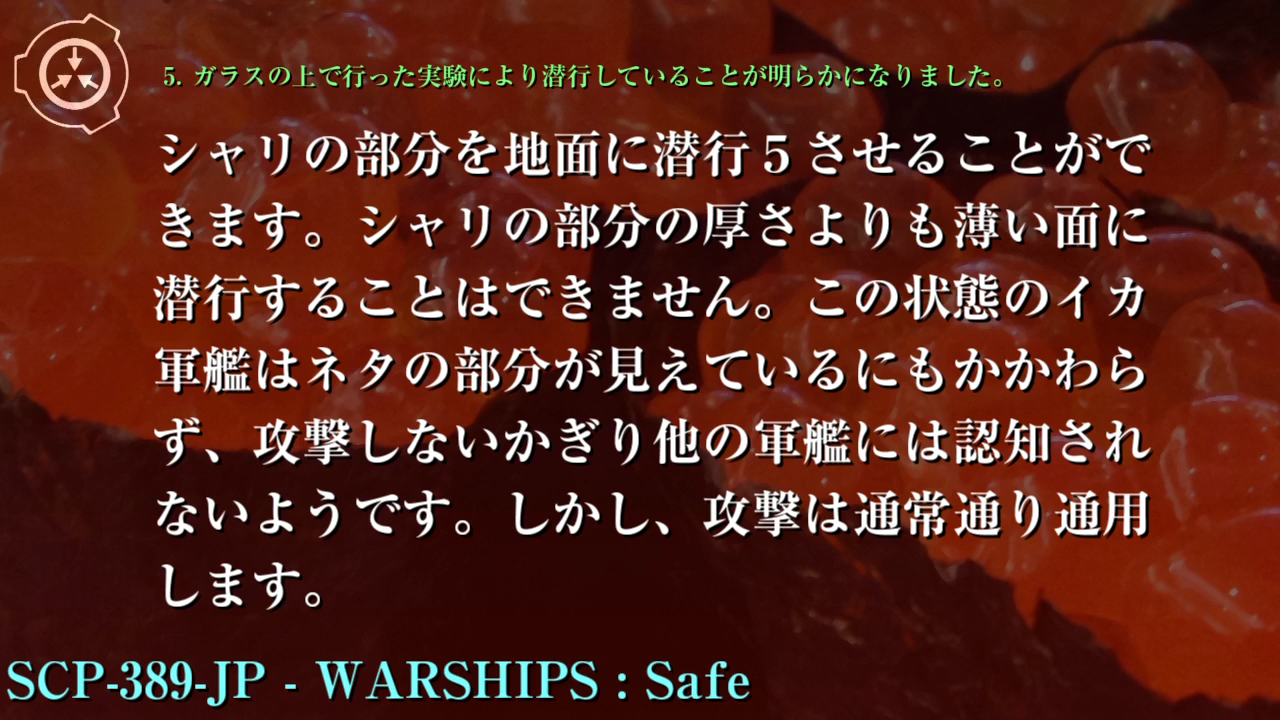 5. ガラスの上で行った実験により潜行していることが明らかになりました。
シャリの部分を地面に潜行５させることがで
きます。シャリの部分の厚さよりも薄い面に
潜行することはできません。この状態のイカ
軍艦はネタの部分が見えているにもかかわら
ず、攻撃しないかぎり他の軍艦には認知され
ないようです。しかし、攻撃は通常通り通用
します。
SCP-389-JP - WARSHIPS : Safe